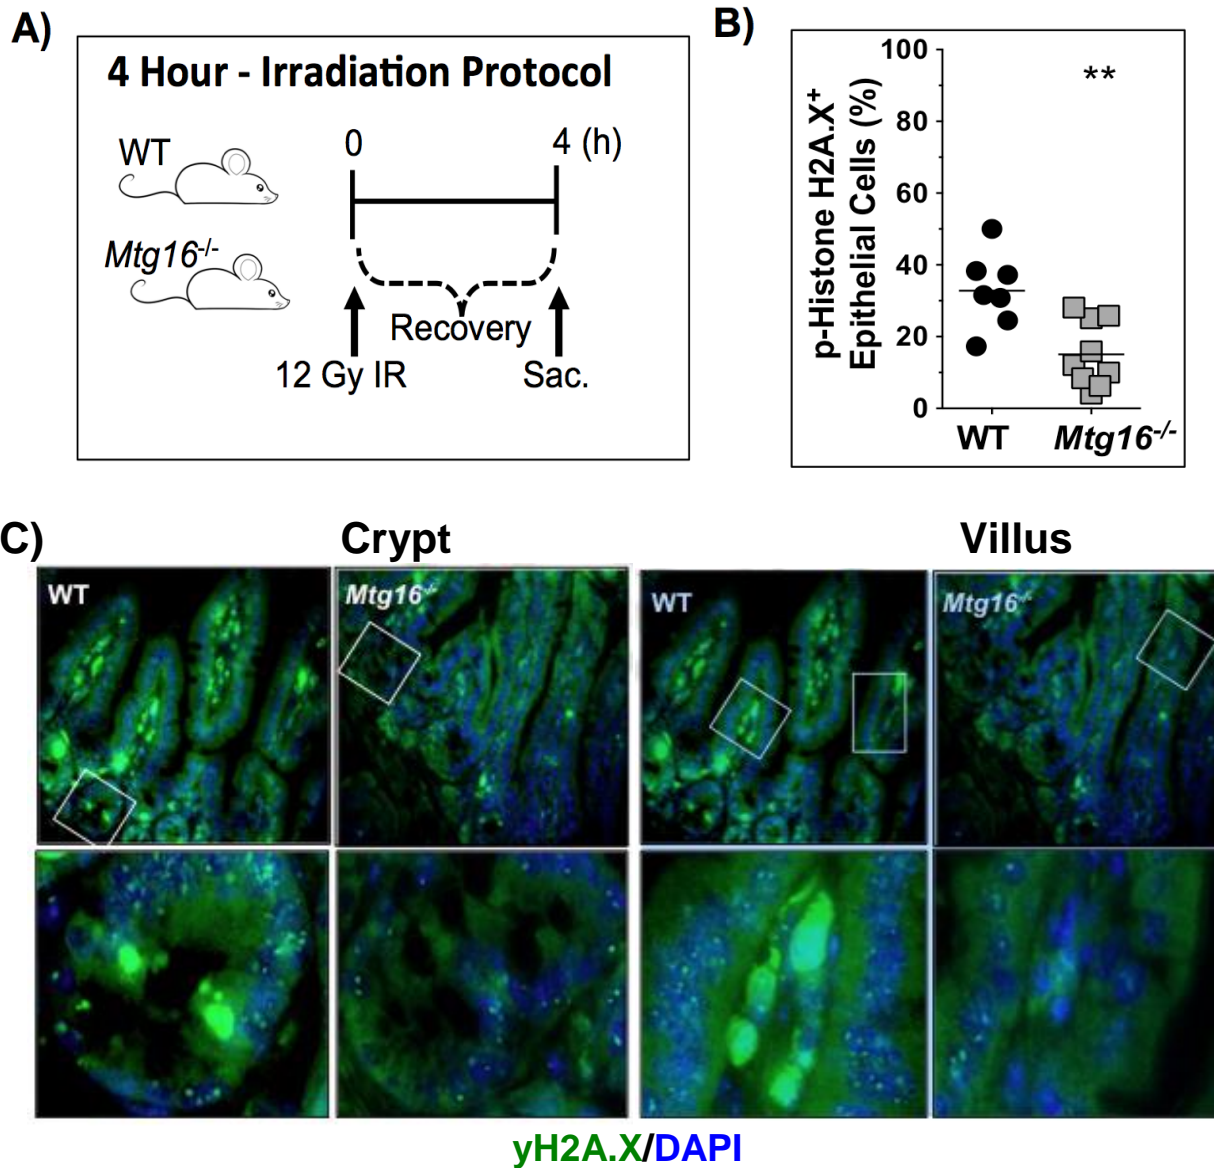 A)
4 Hour - Irradiation Protocol
WT
0
4 (h)
Mtg16-/-
Recovery
12 Gy IR
Sac.
B)
p-Histone H2A.X+
Epithelial Cells (%)
100
80
60
40
20
0
**
WT
Mtg16-/-
C)
Crypt
Villus
WT
Mtg16-/-
WT
Mtg16-/-
yH2A.X/DAPI